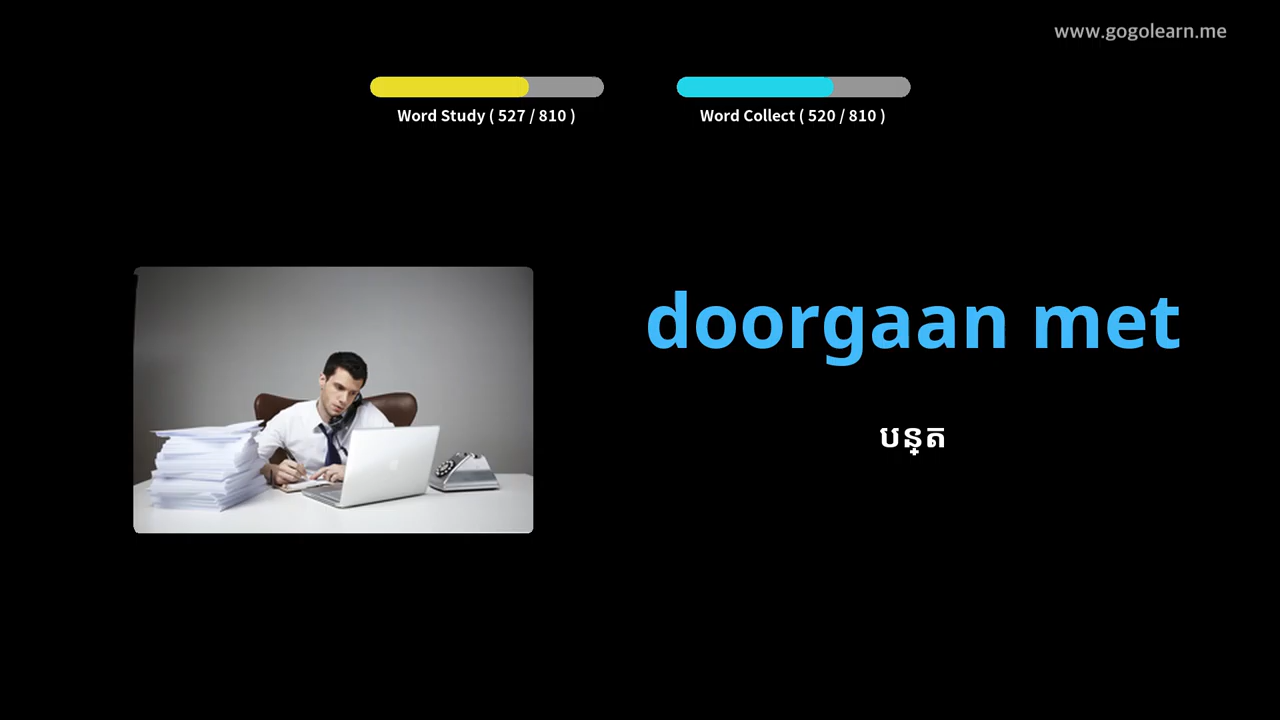 www.gogolearn.me
Word Study ( 527 / 810 )
Word Collect ( 520 / 810 )
doorgaan met
បន្ត